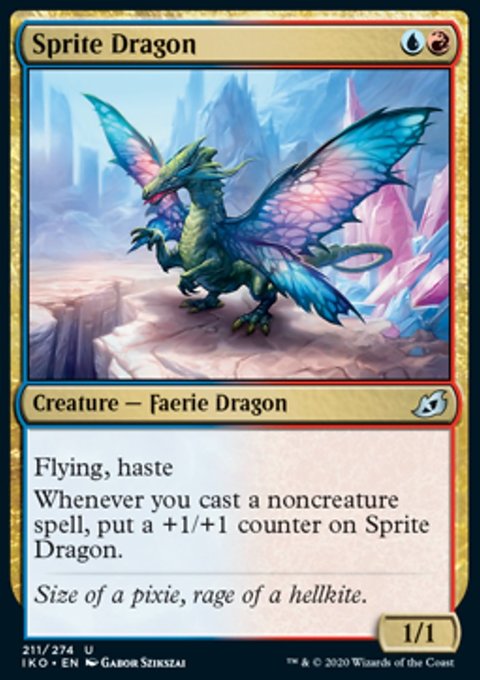 Sprite Dragon
Creature — Faerie Dragon
Flying, haste
Whenever you cast a noncreature
spell, put a +1/+1 counter on Sprite
Dragon.
Size of a pixie, rage of a hellkite.
1/1
211/274 U
IKO • EN Gabor Szikszai
™ & © 2020 Wizards of the Coast